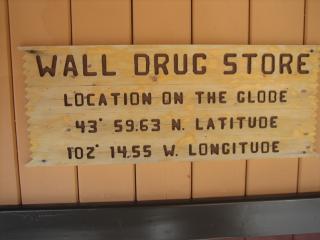 WALL DRUG STORE
LOCATION ON THE GLOBE
43° 59.63 N. LATITUDE
102° 14.55 W. LONGITUDE